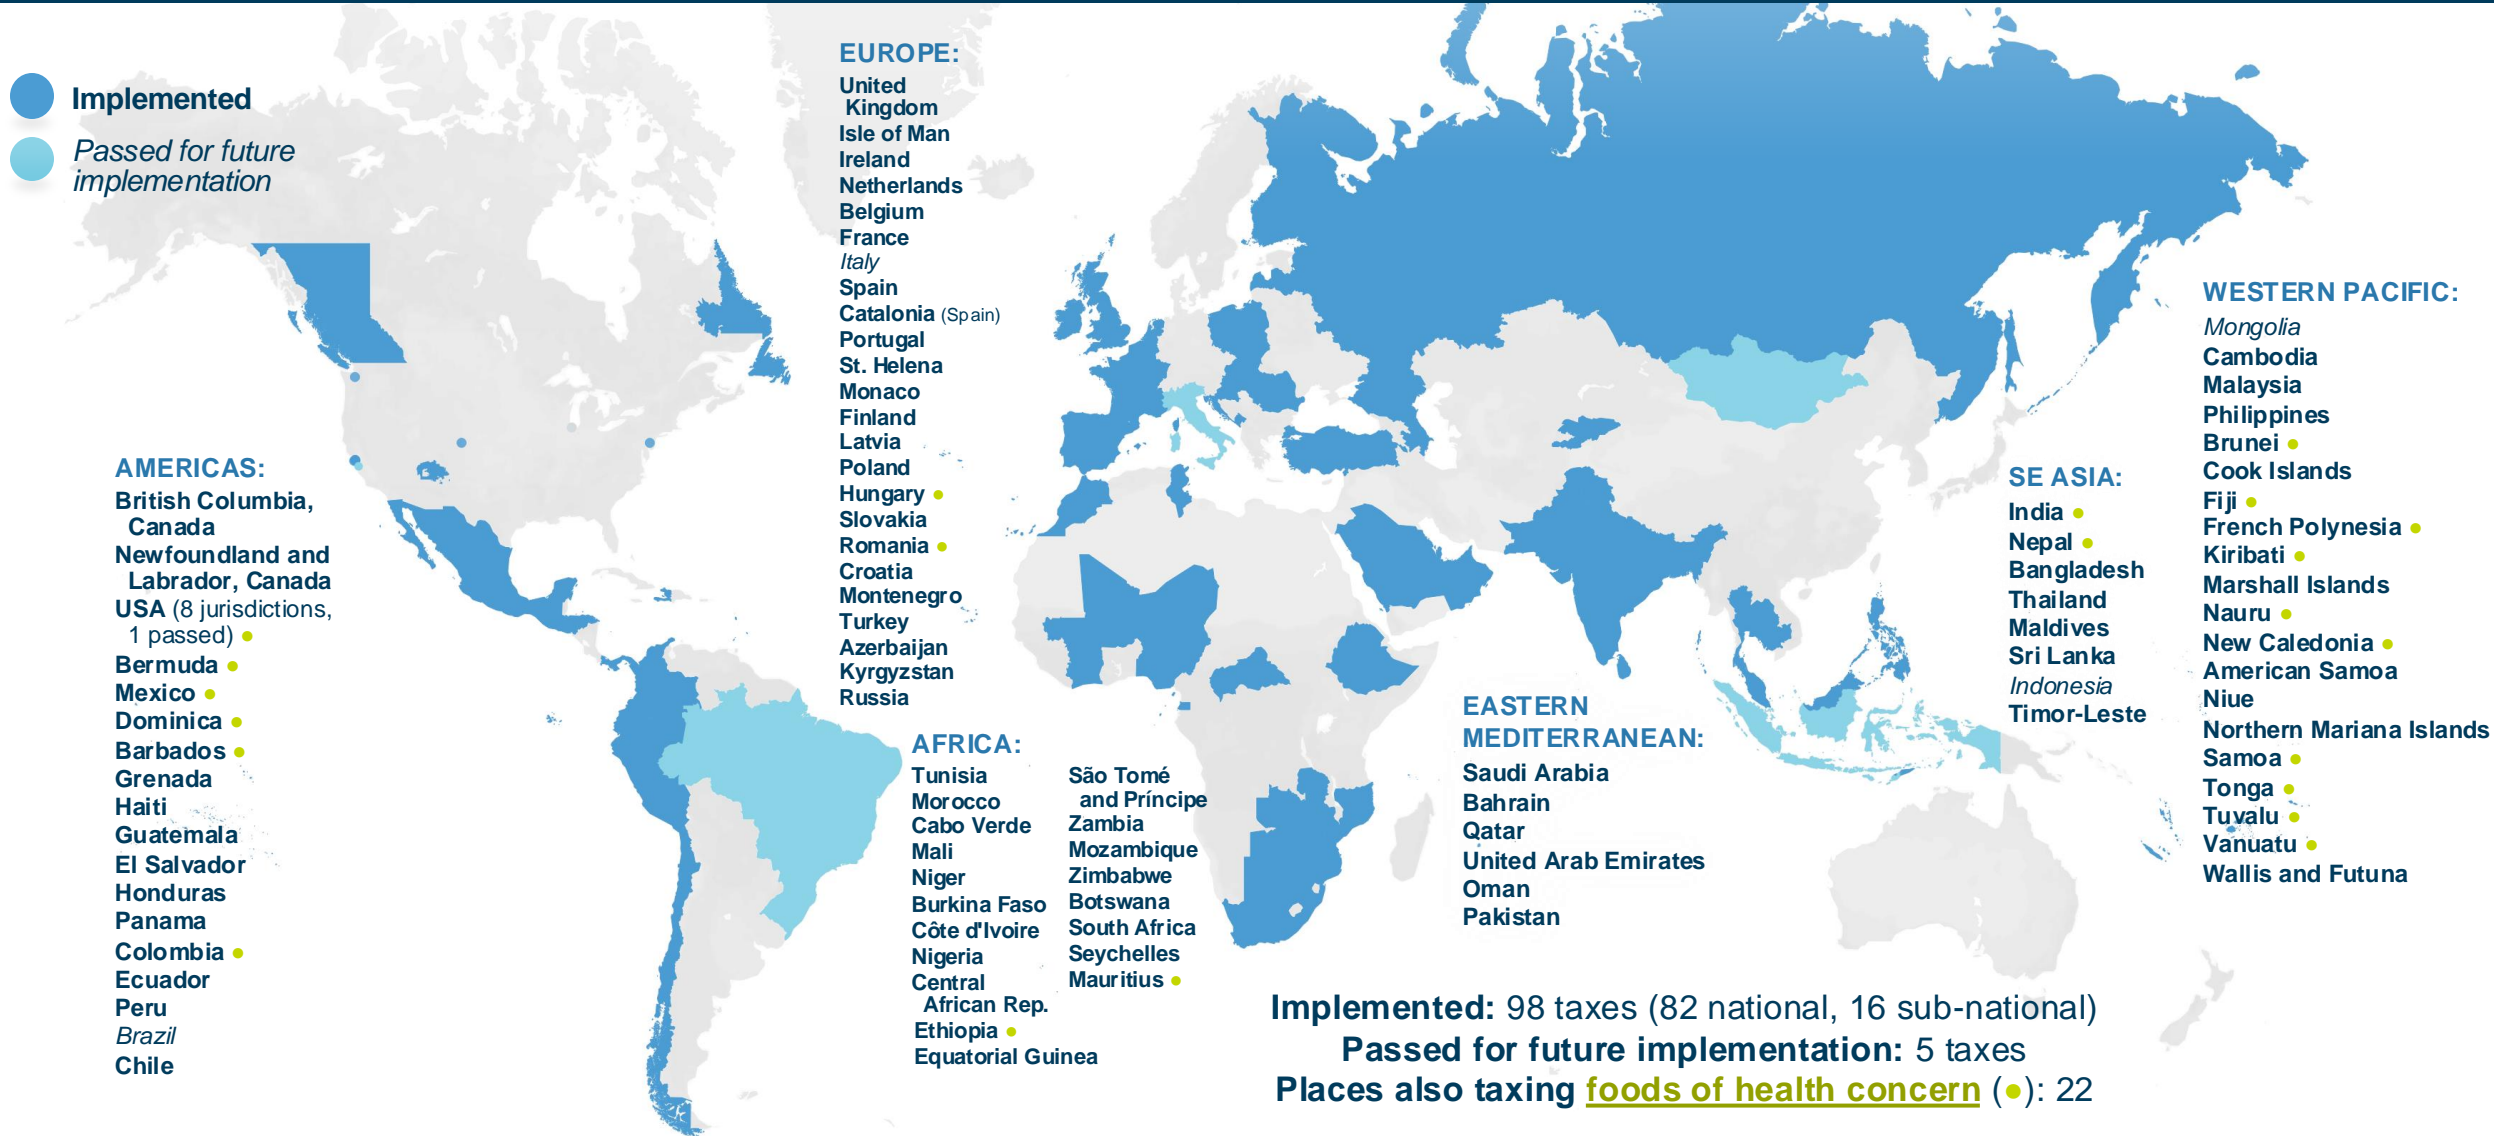 Implemented
Passed for future
implementation
AMERICAS:
British Columbia,
Canada
Newfoundland and
Labrador, Canada
USA (8 jurisdictions,
1 passed) ●
Bermuda ●
Mexico ●
Dominica ●
Barbados ●
Grenada
Haiti
Guatemala
El Salvador
Honduras
Panama
Colombia ●
Ecuador
Peru
Brazil
Chile
EUROPE:
United
Kingdom
Isle of Man
Ireland
Netherlands
Belgium
France
Italy
Spain
Catalonia (Spain)
Portugal
St. Helena
Monaco
Finland
Latvia
Poland
Hungary ●
Slovakia
Romania ●
Croatia
Montenegro
Turkey
Azerbaijan
Kyrgyzstan
Russia
AFRICA:
Tunisia
Morocco
Cabo Verde
Mali
Niger
Burkina Faso
Côte d'Ivoire
Nigeria
Central
African Rep.
Ethiopia ●
Equatorial Guinea
São Tomé
and Príncipe
Zambia
Mozambique
Zimbabwe
Botswana
South Africa
Seychelles
Mauritius ●
EASTERN
MEDITERRANEAN:
Saudi Arabia
Bahrain
Qatar
United Arab Emirates
Oman
Pakistan
SE ASIA:
India ●
Nepal ●
Bangladesh
Thailand
Maldives
Sri Lanka
Indonesia
Timor-Leste
WESTERN PACIFIC:
Mongolia
Cambodia
Malaysia
Philippines
Brunei ●
Cook Islands
Fiji ●
French Polynesia ●
Kiribati ●
Marshall Islands
Nauru ●
New Caledonia ●
American Samoa
Niue
Northern Mariana Islands
Samoa ●
Tonga ●
Tuvalu ●
Vanuatu ●
Wallis and Futuna
Implemented: 98 taxes (82 national, 16 sub-national)
Passed for future implementation: 5 taxes
Places also taxing foods of health concern (●): 22